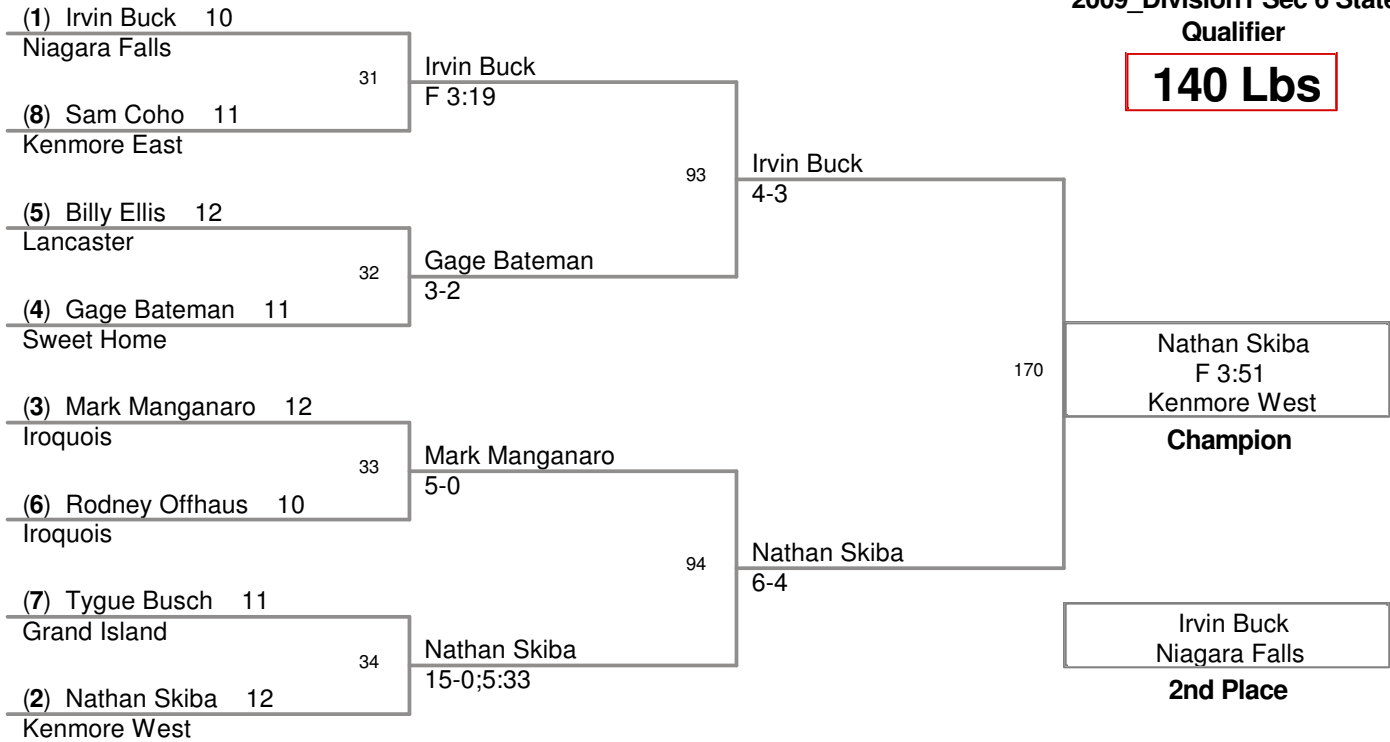 2009_Division1 Sec 6 State
Qualifier
140 Lbs
(1) Irvin Buck 10
Niagara Falls
31
(8) Sam Coho 11
Kenmore East
Irvin Buck
F 3:19
(5) Billy Ellis 12
Lancaster
32
(4) Gage Bateman 11
Sweet Home
Gage Bateman
3-2
93
Irvin Buck
4-3
(3) Mark Manganaro 12
Iroquois
33
(6) Rodney Offhaus 10
Iroquois
Mark Manganaro
5-0
(7) Tygue Busch 11
Grand Island
34
(2) Nathan Skiba 12
Kenmore West
Nathan Skiba
15-0;5:33
94
Nathan Skiba
6-4
170
Nathan Skiba
F 3:51
Kenmore West
Champion
Irvin Buck
Niagara Falls
2nd Place